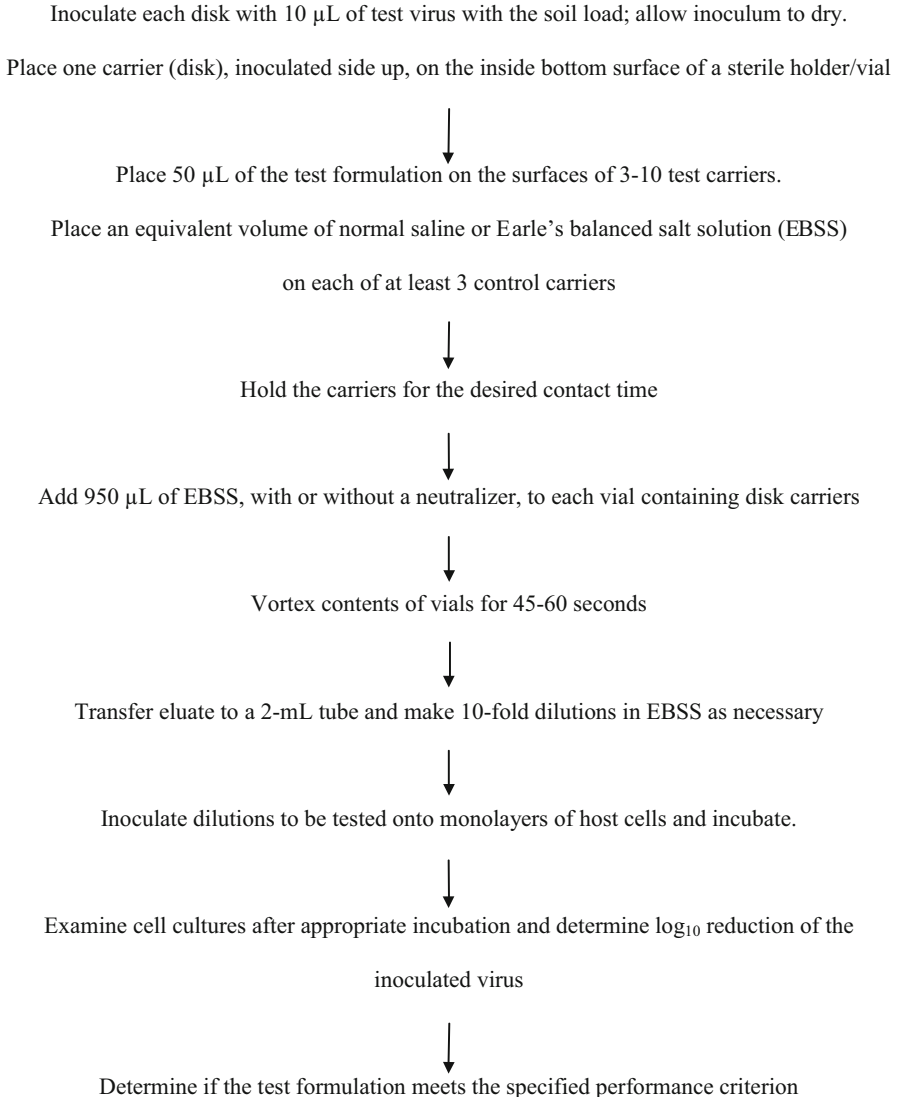 Inoculate each disk with 10 µL of test virus with the soil load; allow inoculum to dry.
Place one carrier (disk), inoculated side up, on the inside bottom surface of a sterile holder/vial
Place 50 µL of the test formulation on the surfaces of 3-10 test carriers.
Place an equivalent volume of normal saline or Earle's balanced salt solution (EBSS)
on each of at least 3 control carriers
Hold the carriers for the desired contact time
Add 950 µL of EBSS, with or without a neutralizer, to each vial containing disk carriers
Vortex contents of vials for 45-60 seconds
Transfer eluate to a 2-mL tube and make 10-fold dilutions in EBSS as necessary
Inoculate dilutions to be tested onto monolayers of host cells and incubate.
Examine cell cultures after appropriate incubation and determine log₁₀ reduction of the
inoculated virus
Determine if the test formulation meets the specified performance criterion